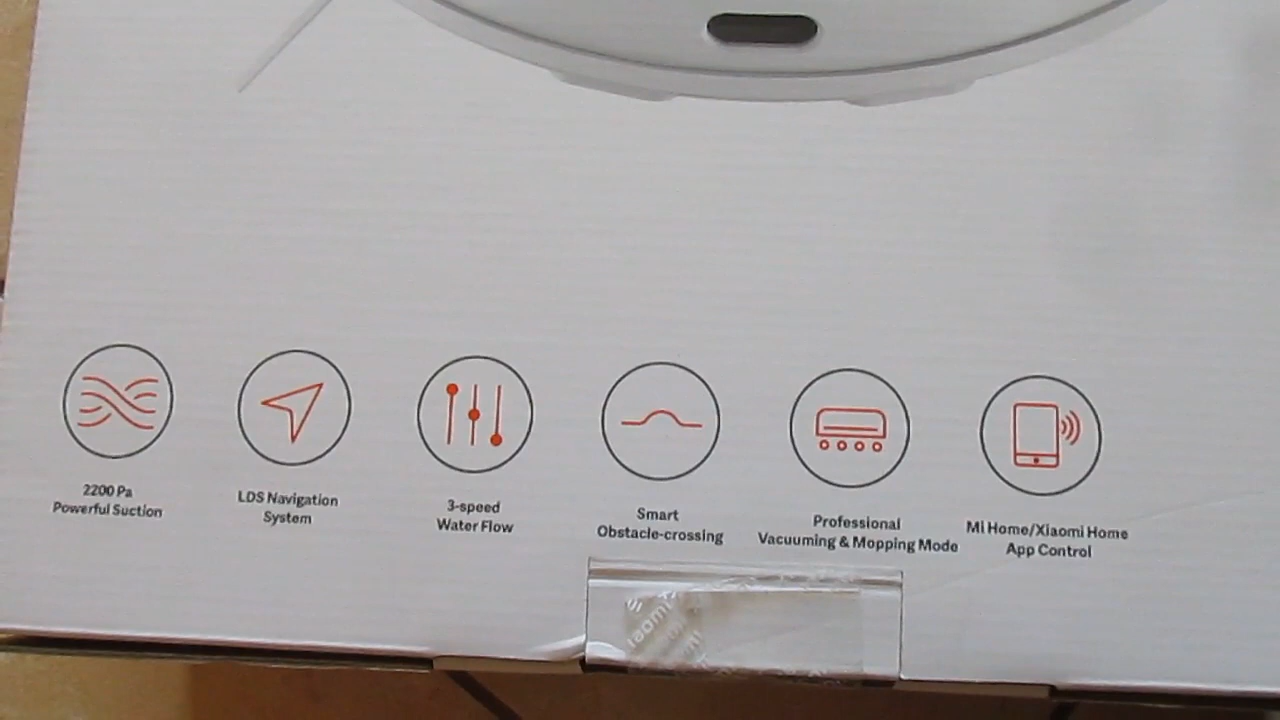 2200 Pa
Powerful Suction
LDS Navigation
System
3-speed
Water Flow
Smart
Obstacle-crossing
Professional
Vacuuming & Mopping Mode
Mi Home/Xiaomi Home
App Control